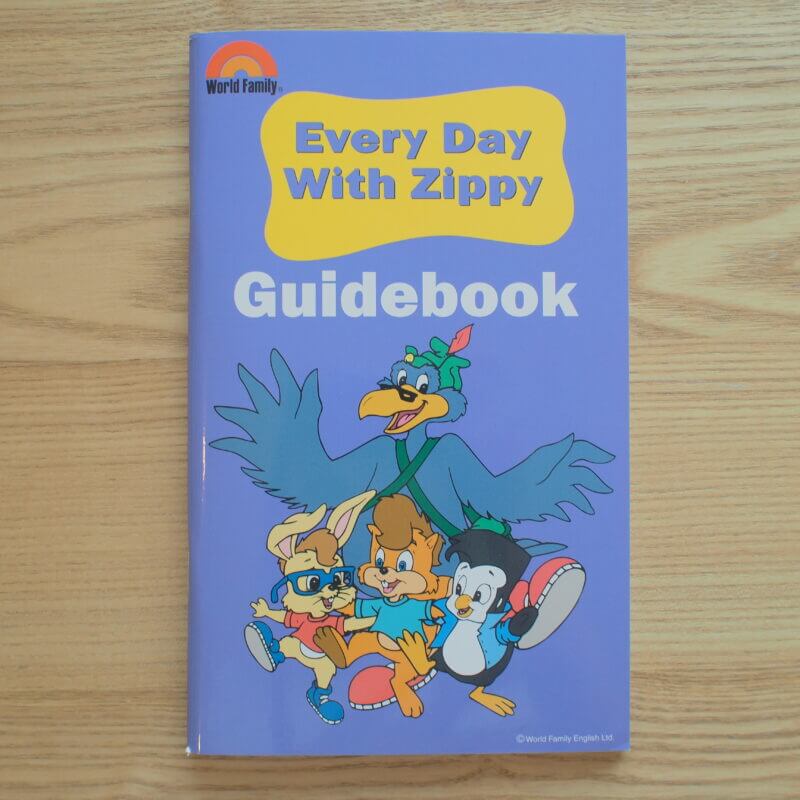 World Family
Every Day
With Zippy
Guidebook
©World Family English Ltd.